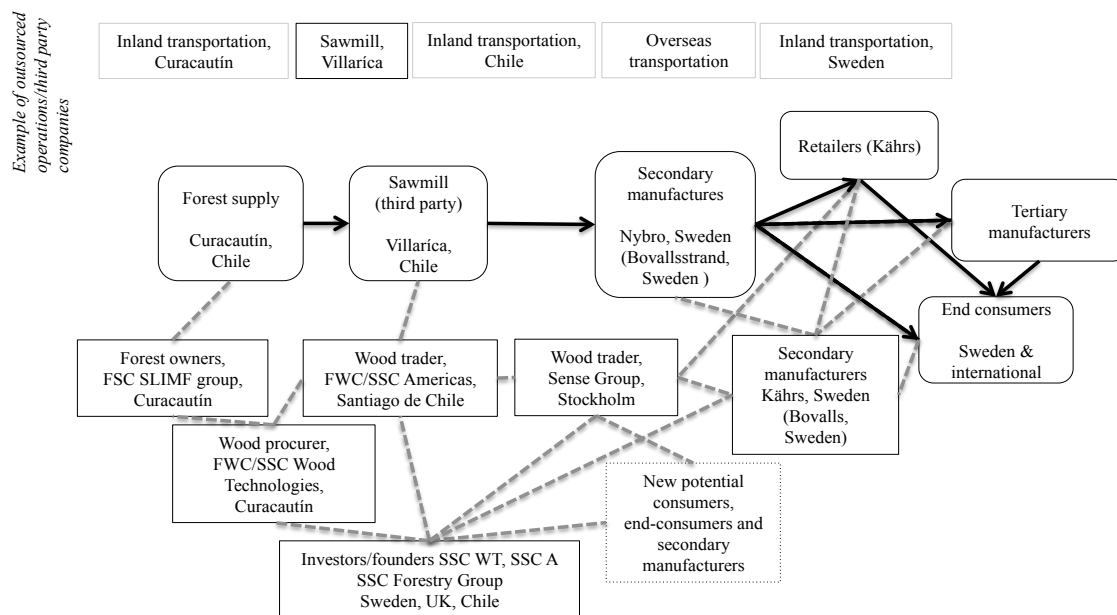 Example of outsourced
operations/third party
companies
Inland transportation,
Curacautín
Sawmill,
Villaríca
Inland transportation,
Chile
Overseas
transportation
Inland transportation,
Sweden
Retailers (Kährs)
Forest supply
Curacautín,
Chile
Sawmill
(third party)
Villaríca,
Chile
Secondary
manufactures
Nybro, Sweden
(Bovallsstrand,
Sweden )
Tertiary
manufacturers
End consumers
Sweden &
international
Forest owners,
FSC SLIMF group,
Curacautín
Wood trader,
FWC/SSC Americas,
Santiago de Chile
Wood trader,
Sense Group,
Stockholm
Secondary
manufactures
Kährs, Sweden
(Bovalls,
Sweden)
Wood procurer,
FWC/SSC Wood
Technologies,
Curacautín
New potential
consumers,
end-consumers and
secondary
manufacturers
Investors/founders SSC WT, SSC A
SSC Forestry Group
Sweden, UK, Chile